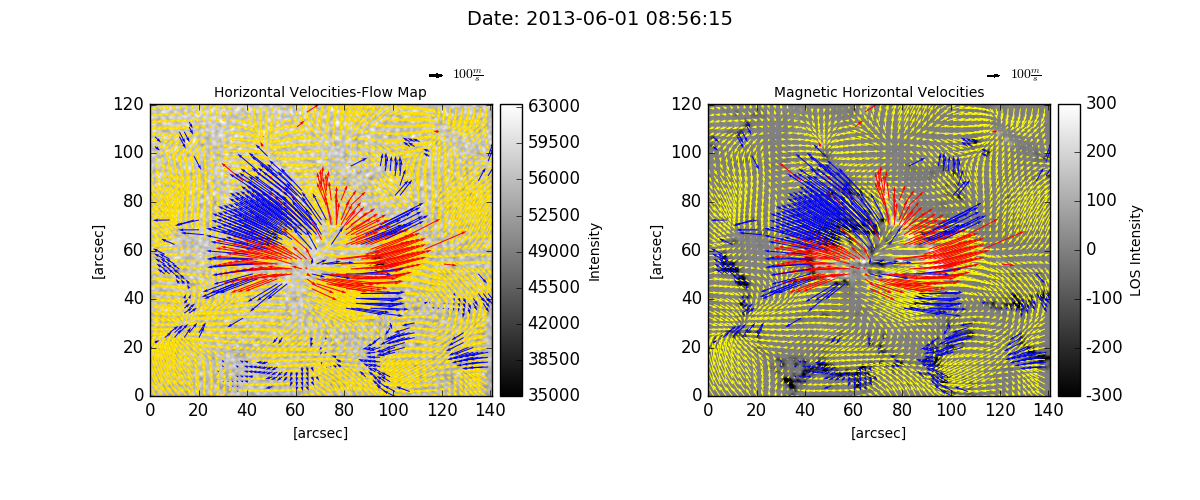 Date: 2013-06-01 08:56:15
100 m/s
100 m/s
Horizontal Velocities-Flow Map
Magnetic Horizontal Velocities
120
100
80
60
40
20
0
[arcsec]
0 20 40 60 80 100 120 140
[arcsec]
63000
59500
56000
52500
49000
45500
42000
38500
35000
Intensity
120
100
80
60
40
20
0
[arcsec]
0 20 40 60 80 100 120 140
[arcsec]
300
200
100
0
-100
-200
-300
LOS Intensity